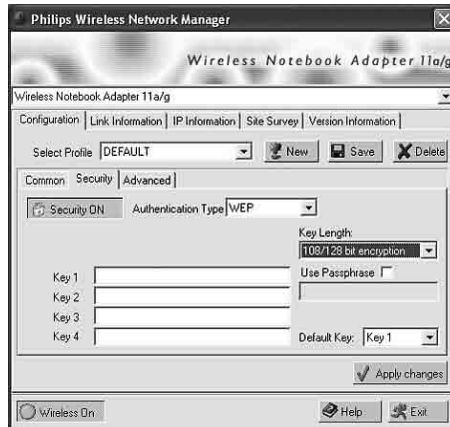 Philips Wireless Network Manager
Wireless Notebook Adapter 11a/g
Wireless Notebook Adapter 11a/g
Configuration Link Information IP Information Site Survey Version Information
Select Profile DEFAULT New Save Delete
Common Security Advanced
Security ON Authentication Type WEP
Key Length:
108/128 bit encryption
Use Passphrase
Key 1
Key 2
Key 3
Key 4 Default Key: Key 1
Apply changes
Wireless On Help Exit